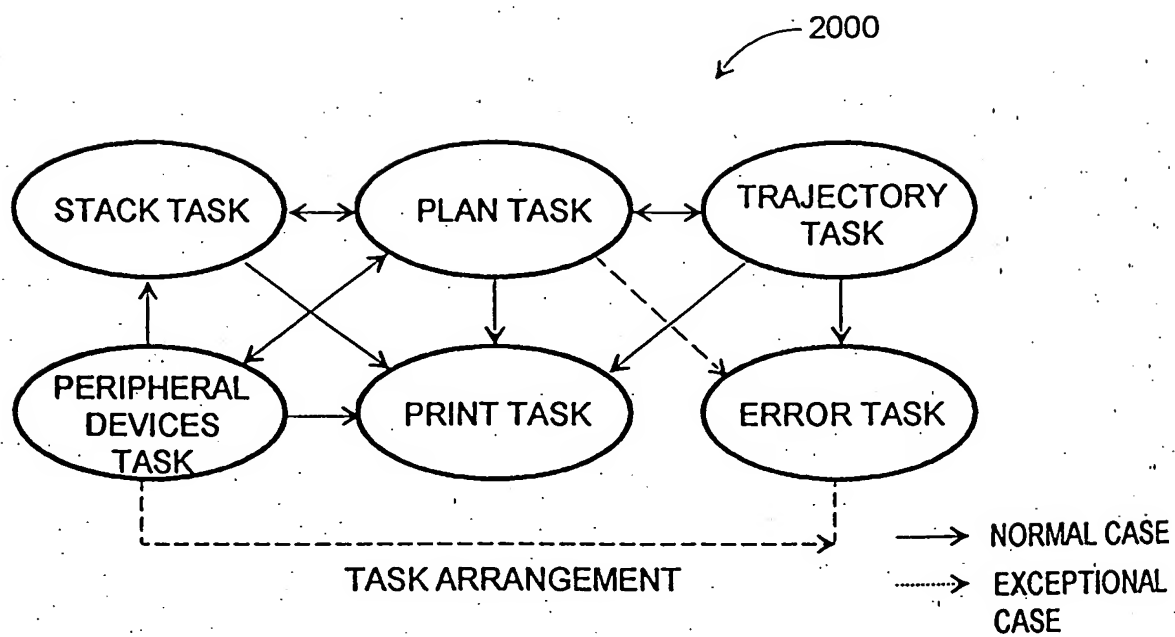 2000
STACK TASK
PLAN TASK
TRAJECTORY
TASK
PERIPHERAL
DEVICES
TASK
PRINT TASK
ERROR TASK
TASK ARRANGEMENT
NORMAL CASE
EXCEPTIONAL
CASE